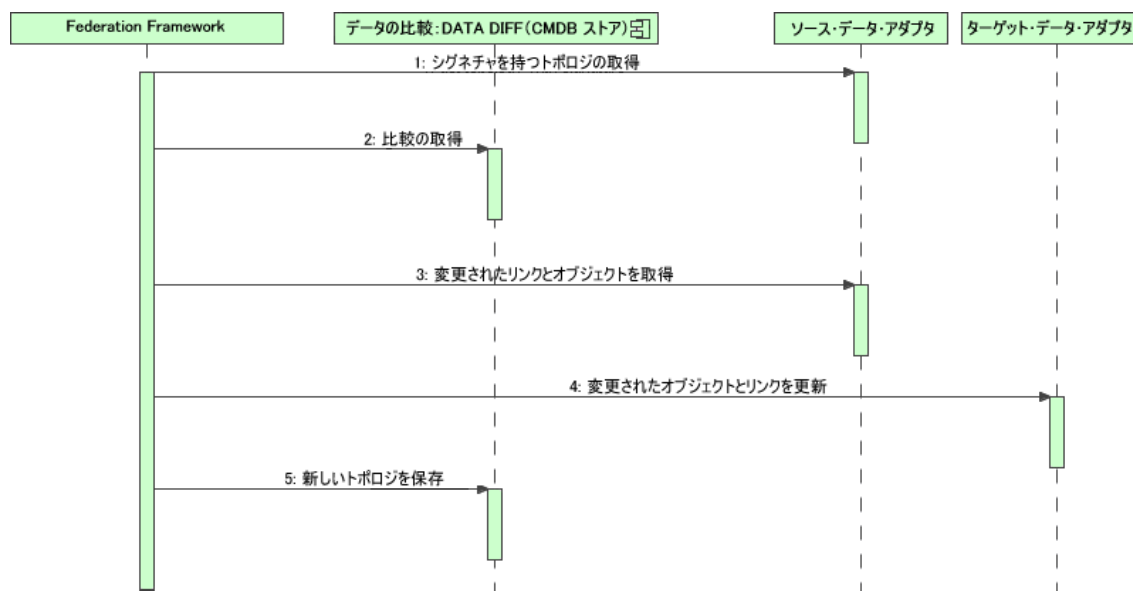 Federation Framework
データの比較:DATA DIFF(CMDB ストア)
ソース・データ・アダプタ
ターゲット・データ・アダプタ
1: シグネチャを持つトポロジの取得
2: 比較の取得
3: 変更されたリンクとオブジェクトを取得
4: 変更されたオブジェクトとリンクを更新
5: 新しいトポロジを保存